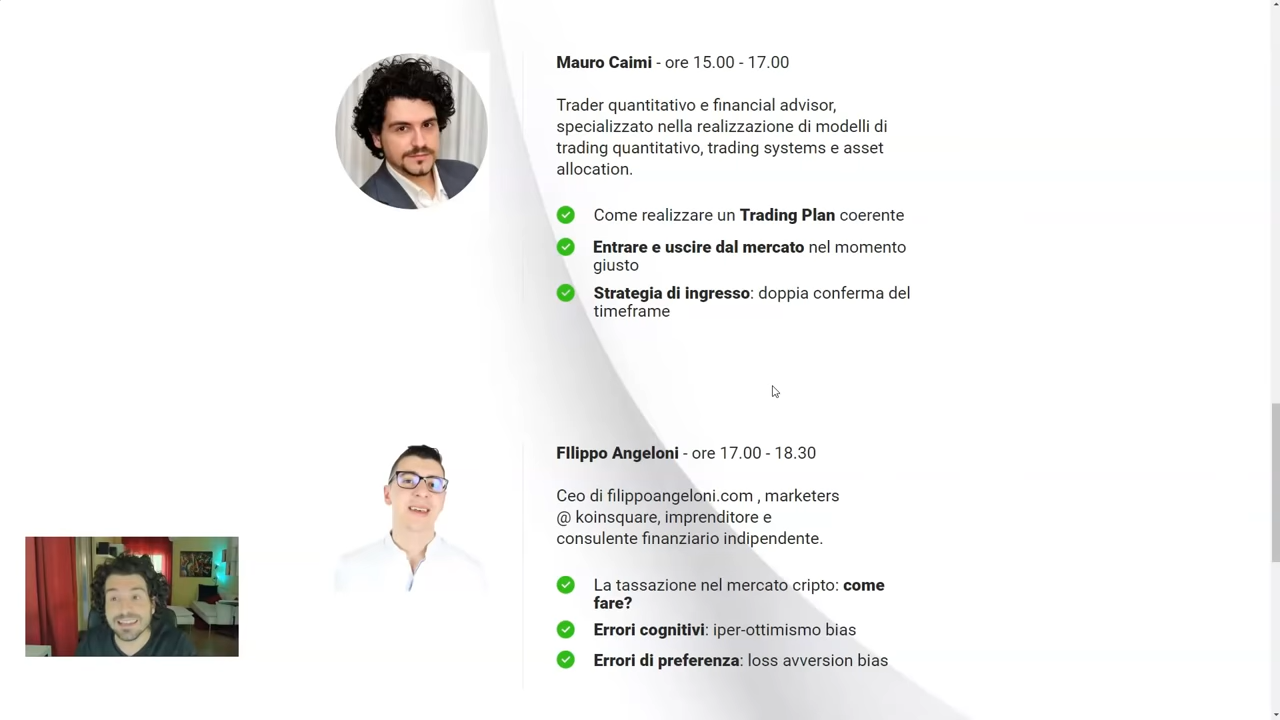 Mauro Caimi - ore 15.00 - 17.00
Trader quantitativo e financial advisor,
specializzato nella realizzazione di modelli di
trading quantitativo, trading systems e asset
allocation.
Come realizzare un Trading Plan coerente
Entrare e uscire dal mercato nel momento
giusto
Strategia di ingresso: doppia conferma del
timeframe
FIlippo Angeloni - ore 17.00 - 18.30
Ceo di filippoangeloni.com , marketers
@ koinsquare, imprenditore e
consulente finanziario indipendente.
La tassazione nel mercato cripto: come
fare?
Errori cognitivi: iper-ottimismo bias
Errori di preferenza: loss avversion bias